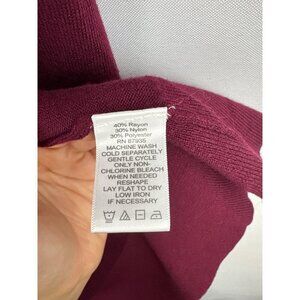 40% Rayon
30% Nylon
30% Polyester
RN 87935
MACHINE WASH
COLD SEPARATELY
GENTLE CYCLE
ONLY NON-
CHLORINE BLEACH
WHEN NEEDED
RESHAPE
LAY FLAT TO DRY
LOW IRON
IF NECESSARY